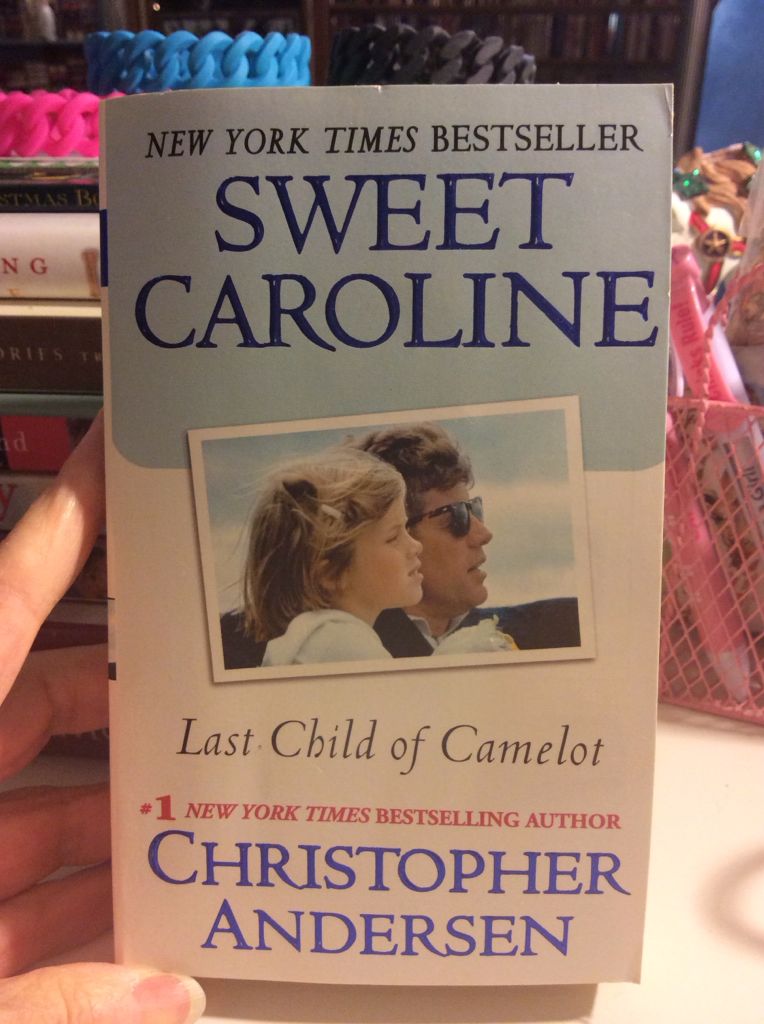 NEW YORK TIMES BESTSELLER
SWEET
CAROLINE
Last Child of Camelot
#1 NEW YORK TIMES BESTSELLING AUTHOR
CHRISTOPHER
ANDERSEN